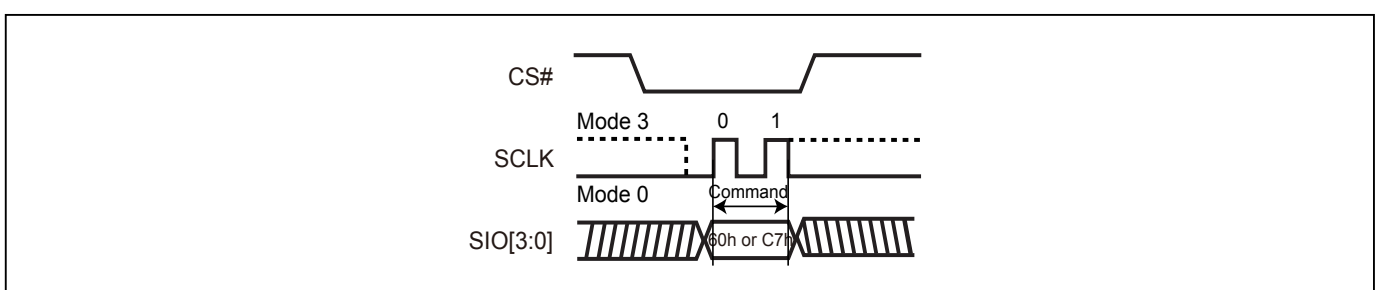 CS#
Mode 3 0 1
SCLK
Mode 0 Command
SIO[3:0] 60h or C7h